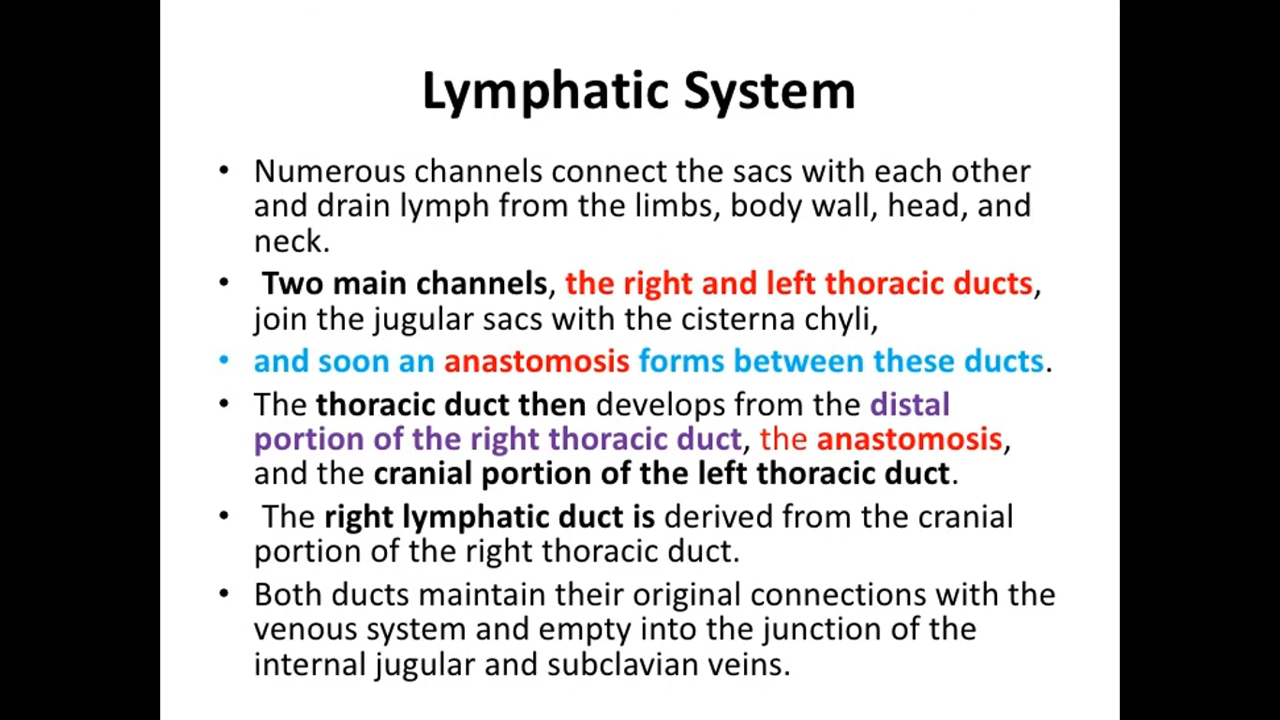 Lymphatic System
• Numerous channels connect the sacs with each other
and drain lymph from the limbs, body wall, head, and
neck.
• Two main channels, the right and left thoracic ducts,
join the jugular sacs with the cisterna chyli,
• and soon an anastomosis forms between these ducts.
• The thoracic duct then develops from the distal
portion of the right thoracic duct, the anastomosis,
and the cranial portion of the left thoracic duct.
• The right lymphatic duct is derived from the cranial
portion of the right thoracic duct.
• Both ducts maintain their original connections with the
venous system and empty into the junction of the
internal jugular and subclavian veins.